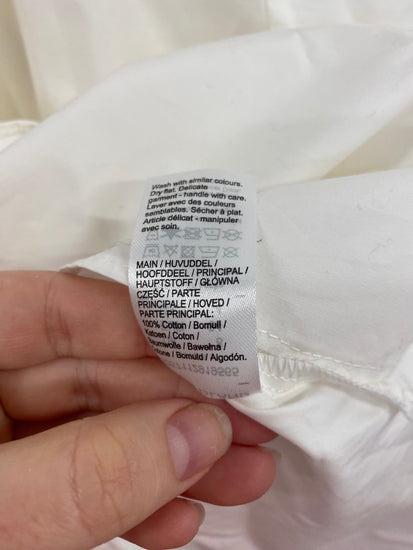 Wash with similar colours.
Dry flat. Delicate
garment - handle with care.
Laver avec des couleurs
semblables. Sécher à plat.
Article délicat - manipuler
avec soin.
MAIN / HUVUDDEL /
HOOFDDEEL / PRINCIPAL /
HAUPTSTOFF / GŁÓWNA
CZĘŚĆ / PARTE
PRINCIPALE / HOVED /
PARTE PRINCIPAL:
100% Cotton / Bomull /
Katoen / Coton /
Baumwolle / Bawełna /
Cotone / Bomuld / Algodón.